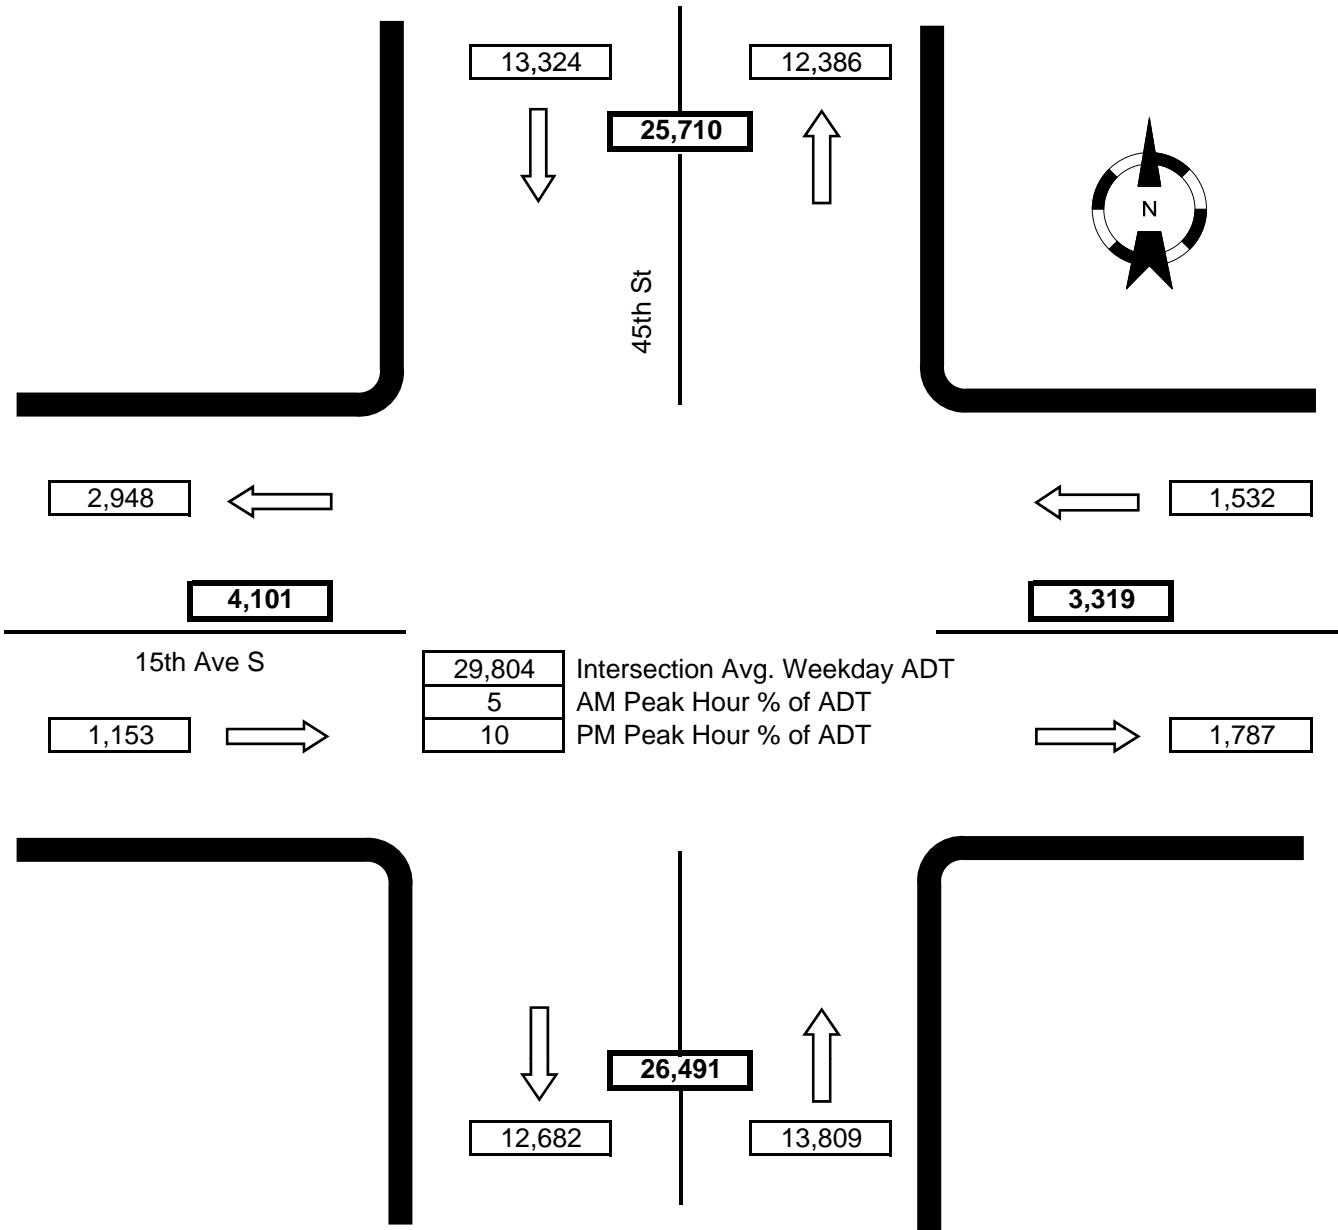 13,324
12,386
25,710
N
45th St
2,948
1,532
4,101
3,319
15th Ave S
29,804 Intersection Avg. Weekday ADT
5 AM Peak Hour % of ADT
10 PM Peak Hour % of ADT
1,153
1,787
26,491
12,682
13,809